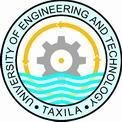 UNIVERSITY OF ENGINEERING AND TECHNOLOGY
• TAXILA •